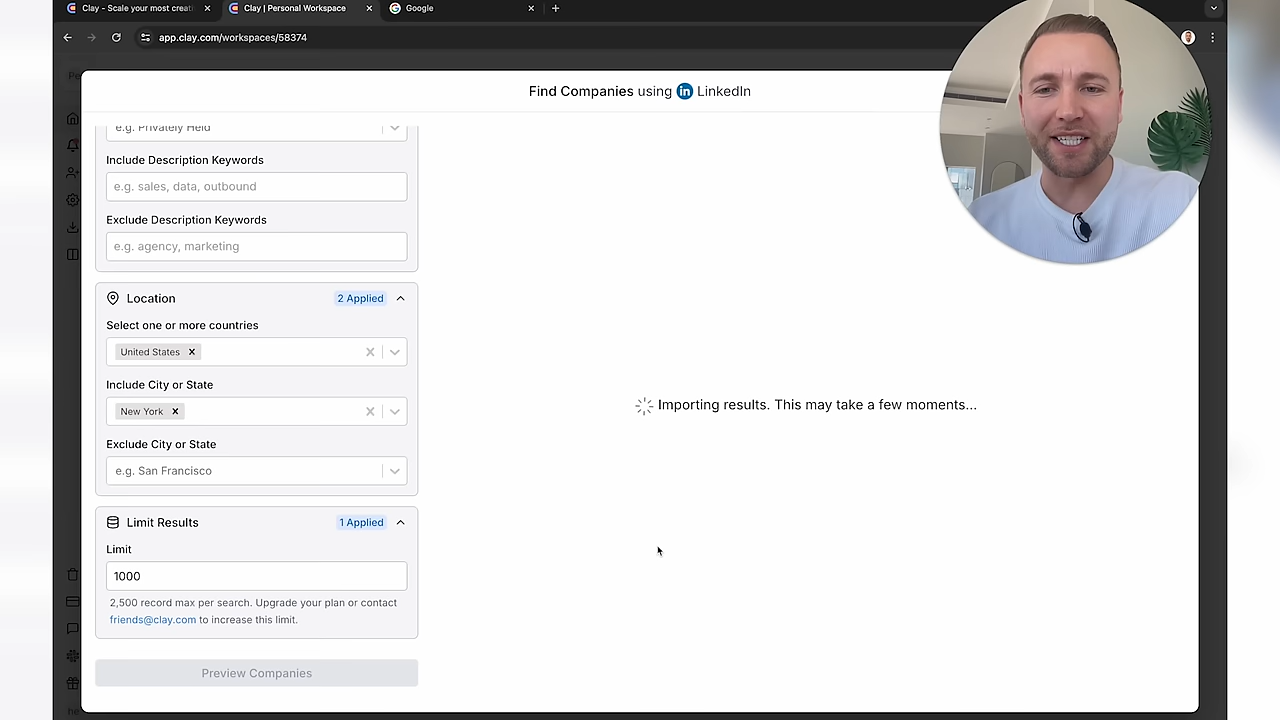 Clay - Scale your most creati
Clay | Personal Workspace
Google
app.clay.com/workspaces/58374
Find Companies using in LinkedIn
e.g. Privately Held
Include Description Keywords
e.g. sales, data, outbound
Exclude Description Keywords
e.g. agency, marketing
Location
2 Applied
Select one or more countries
United States
Include City or State
New York
Exclude City or State
e.g. San Francisco
Importing results. This may take a few moments...
Limit Results
1 Applied
Limit
1000
2,500 record max per search. Upgrade your plan or contact
friends@clay.com to increase this limit.
Preview Companies